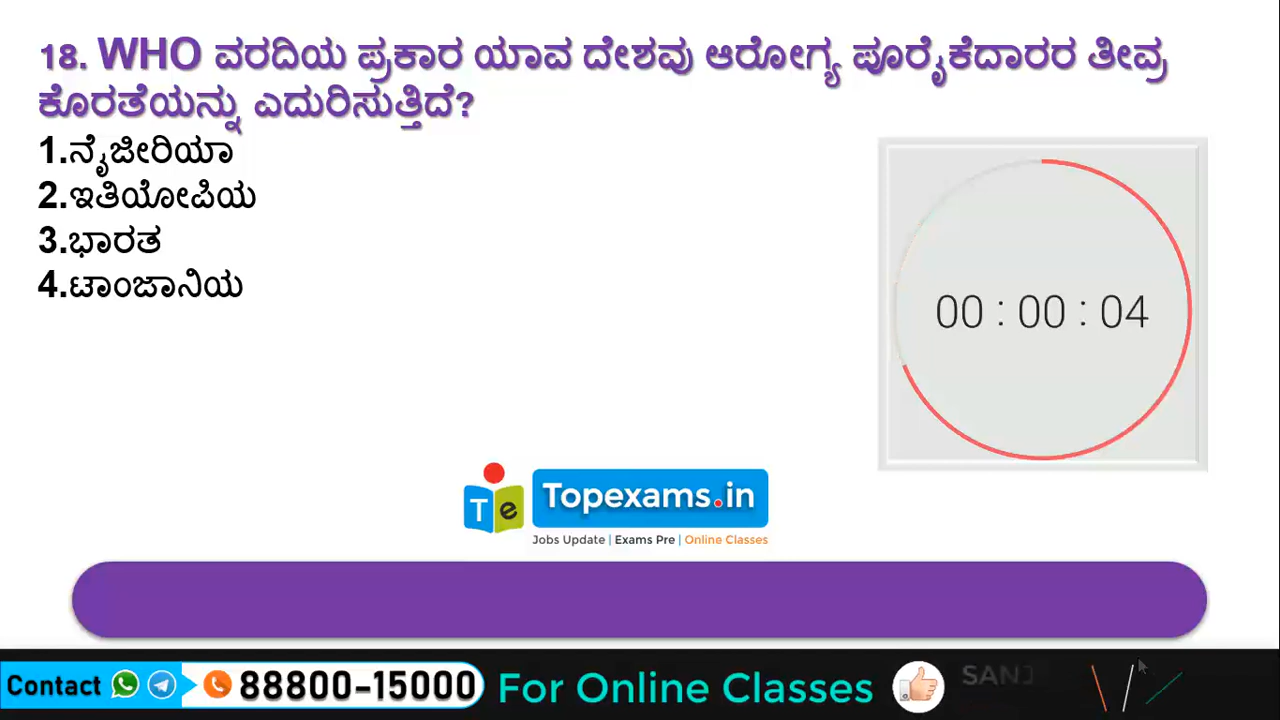 18. WHO ವರದಿಯ ಪ್ರಕಾರ ಯಾವ ದೇಶವು ಆರೋಗ್ಯ ಪೂರೈಕೆದಾರರ ತೀವ್ರ
ಕೊರತೆಯನ್ನು ಎದುರಿಸುತ್ತಿದೆ?
1.ನೈಜೀರಿಯಾ
2.ಇತಿಯೋಪಿಯ
3.ಭಾರತ
4.ಟಾಂಜಾನಿಯ
00 : 00 : 04
T e Topexams.in
Jobs Update | Exams Pre | Online Classes
Contact 88800-15000 For Online Classes SANJ